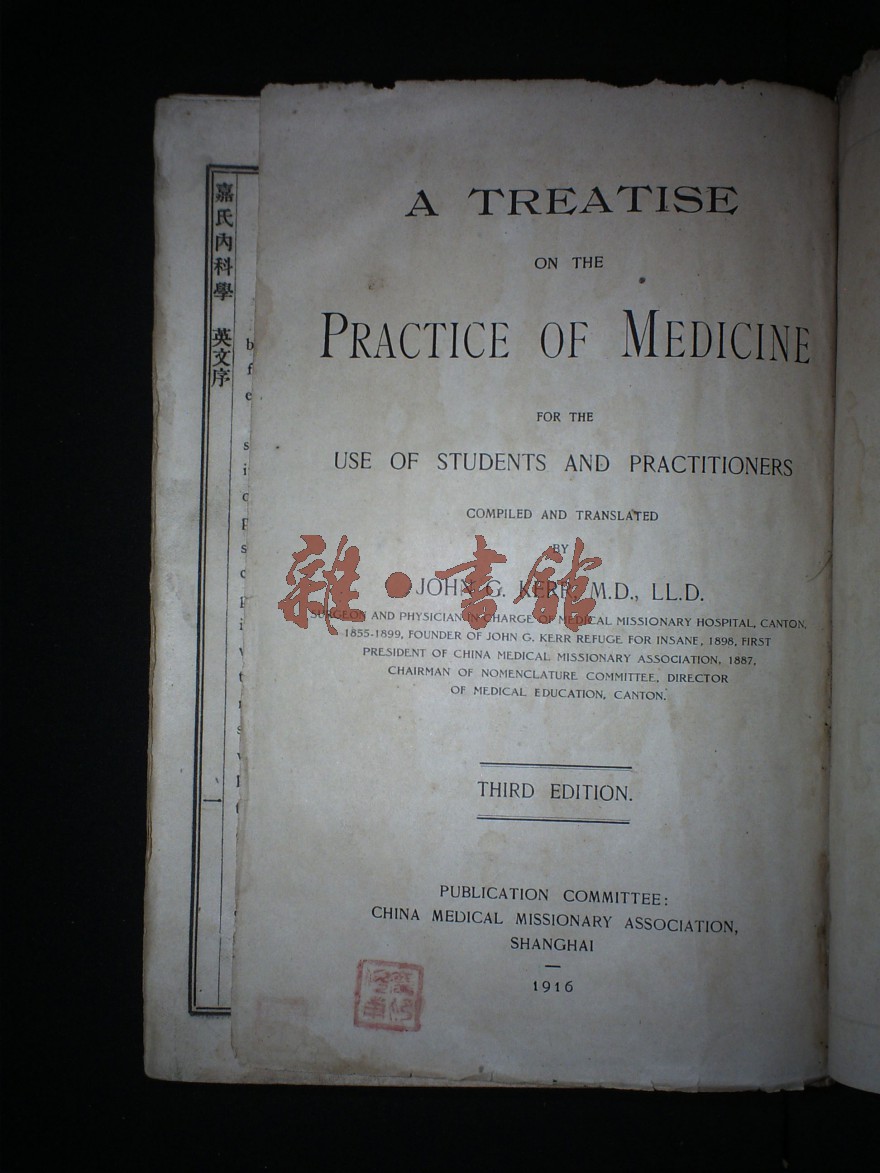 A TREATISE
ON THE
PRACTICE OF MEDICINE
FOR THE
USE OF STUDENTS AND PRACTITIONERS
COMPILED AND TRANSLATED
BY
JOHN G. KERR, M.D., LL.D.
SURGEON AND PHYSICIAN IN CHARGE OF MEDICAL MISSIONARY HOSPITAL, CANTON,
1855-1899, FOUNDER OF JOHN G. KERR REFUGE FOR INSANE, 1898, FIRST
PRESIDENT OF CHINA MEDICAL MISSIONARY ASSOCIATION, 1887,
CHAIRMAN OF NOMENCLATURE COMMITTEE, DIRECTOR
OF MEDICAL EDUCATION, CANTON.
THIRD EDITION.
PUBLICATION COMMITTEE:
CHINA MEDICAL MISSIONARY ASSOCIATION,
SHANGHAI
—
1916
嘉氏內科學 英文序
一
雜·書館